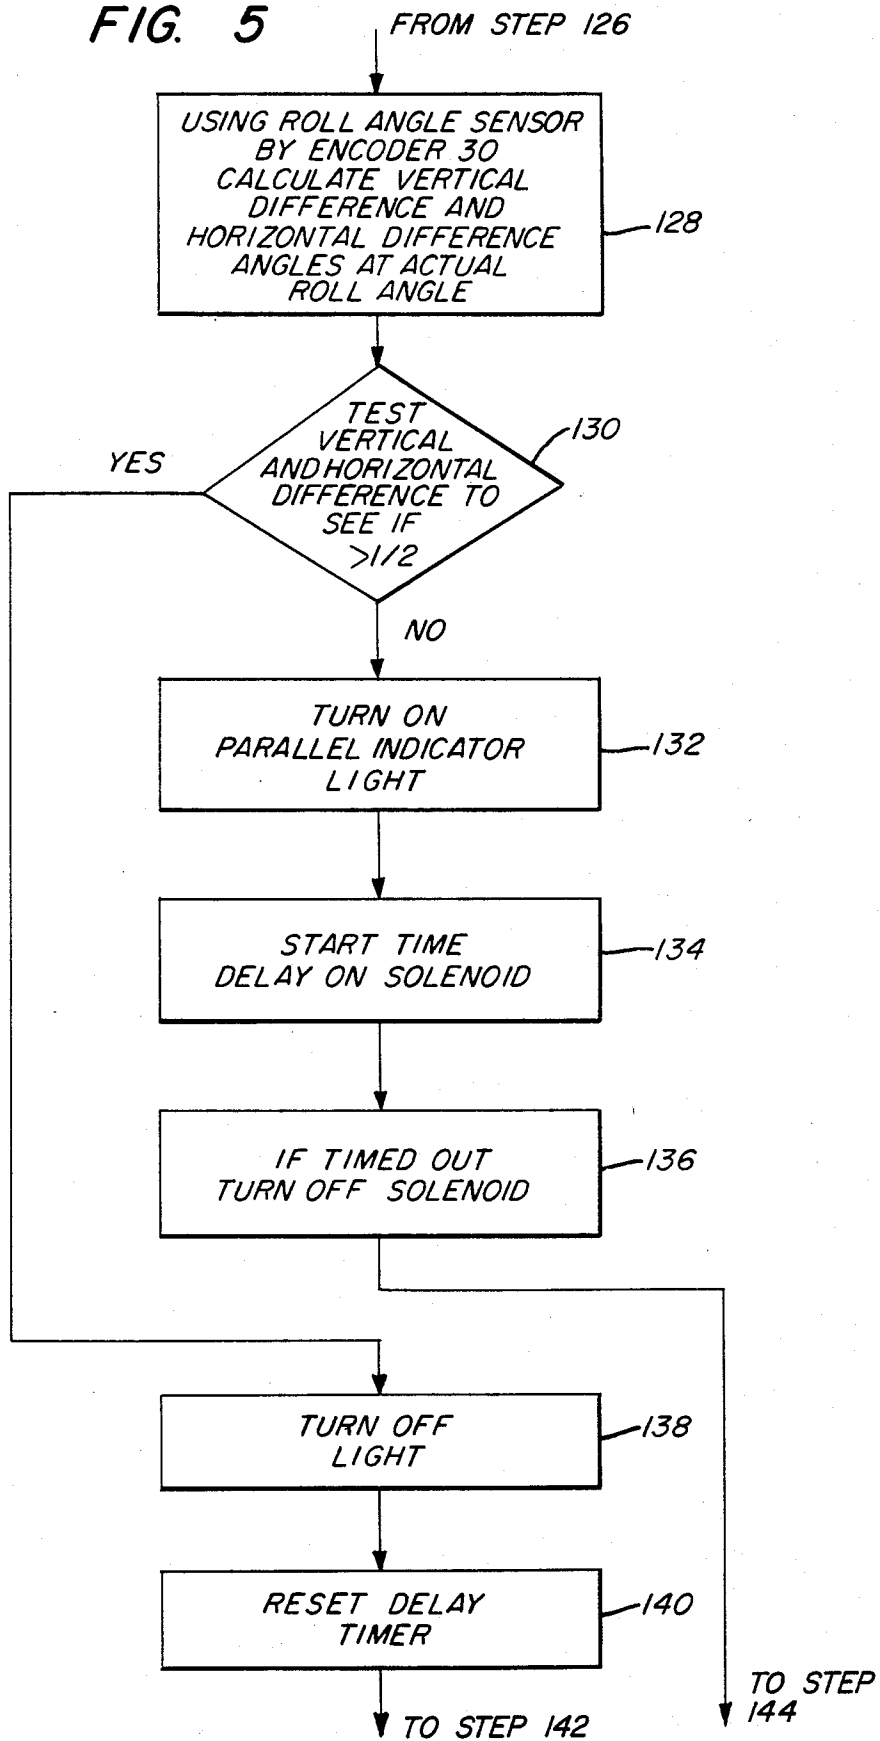 FIG. 5
FROM STEP 126
USING ROLL ANGLE SENSOR
BY ENCODER 30
CALCULATE VERTICAL
DIFFERENCE AND
HORIZONTAL DIFFERENCE
ANGLES AT ACTUAL
ROLL ANGLE
128
TEST
VERTICAL
AND HORIZONTAL
DIFFERENCE TO
SEE IF
>1/2
130
YES
NO
TURN ON
PARALLEL INDICATOR
LIGHT
132
START TIME
DELAY ON SOLENOID
134
IF TIMED OUT
TURN OFF SOLENOID
136
TURN OFF
LIGHT
138
RESET DELAY
TIMER
140
TO STEP
144
TO STEP 142